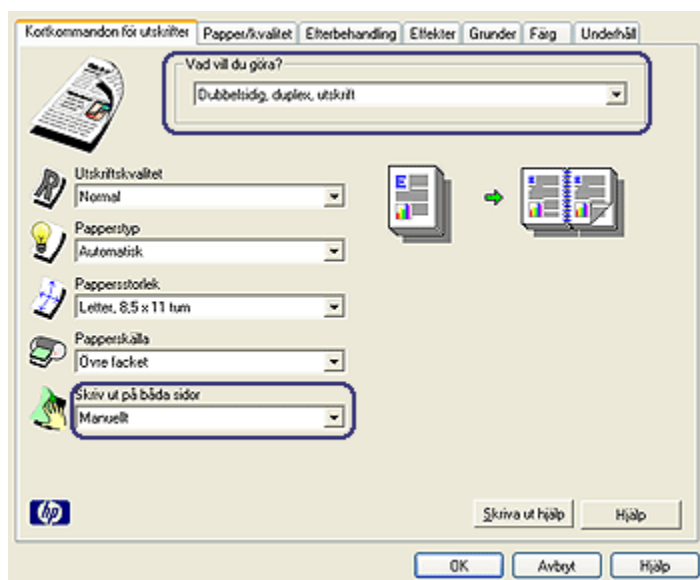 Kortkommandon för utskrifter Papper/kvalitet Efterbehandling Effekter Grunder Färg Underhåll
Vad vill du göra?
Dubbelsidig, duplex, utskrift
Utskriftskvalitet
Normal
Papperstyp
Automatisk
Pappersstorlek
Letter, 8,5 x 11 tum
Papperskälla
Övre facket
Skriv ut på båda sidor
Manuellt
E
hp
Skriva ut hjälp Hjälp
OK Avbryt Hjälp